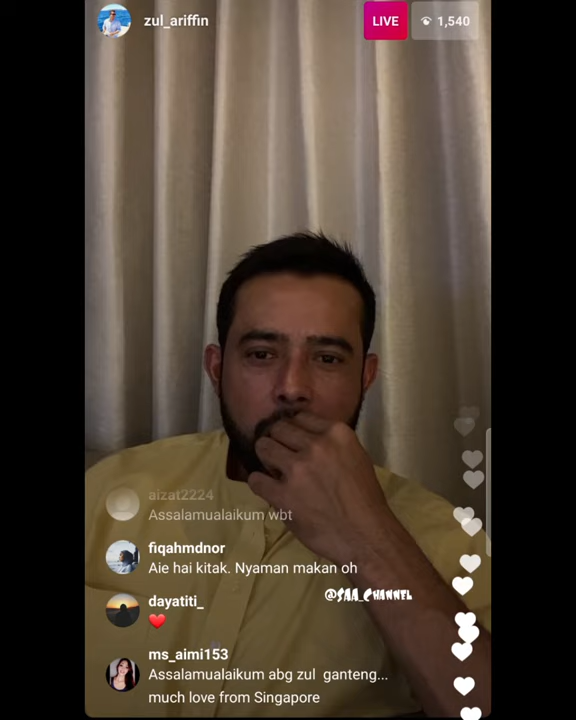 zul_ariffin
LIVE
1,540
aizat2224
Assalamualaikum wbt
fiqahmdnor
Aie hai kitak. Nyaman makan oh
@SAA_CHANNEL
dayatiti_
ms_aimi153
Assalamualaikum abg zul ganteng...
much love from Singapore